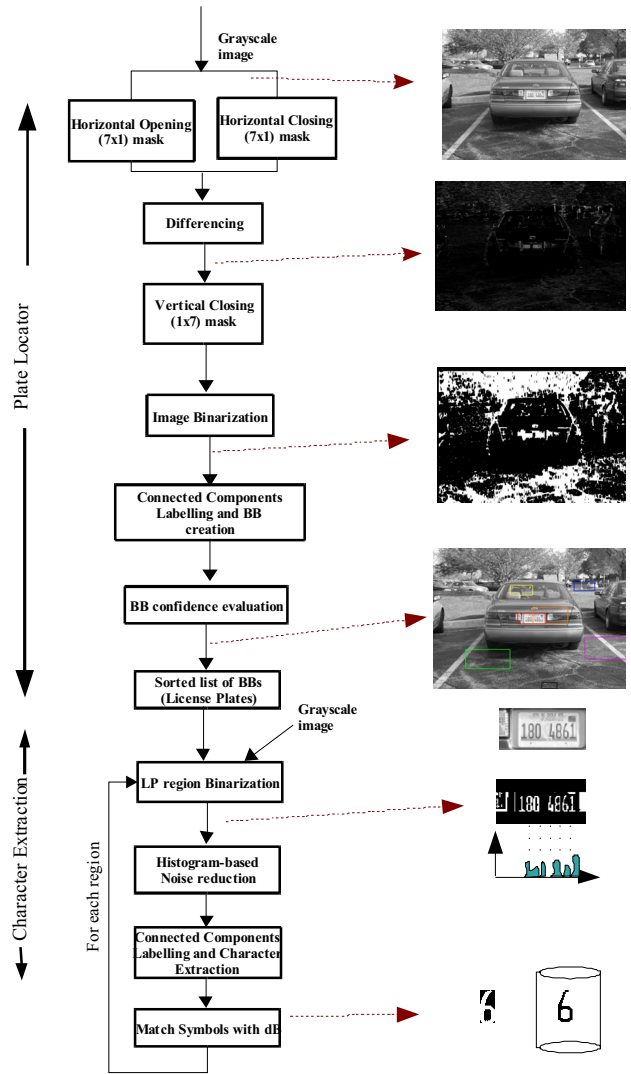 Grayscale
image
Horizontal Opening
(7x1) mask
Horizontal Closing
(7x1) mask
Differencing
Vertical Closing
(1x7) mask
Image Binarization
Connected Components
Labelling and BB
creation
BB confidence evaluation
Sorted list of BBs
(License Plates)
Grayscale
image
LP region Binarization
Histogram-based
Noise reduction
Connected Components
Labelling and Character
Extraction
Match Symbols with dB
Plate Locator
Character Extraction
For each region
180 4861
180 4861
6
6